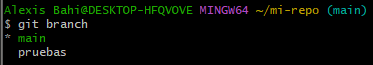 Alexis Bahi@DESKTOP-HFQVOVE MINGW64 ~/mi-repo (main)
$ git branch
* main
  pruebas